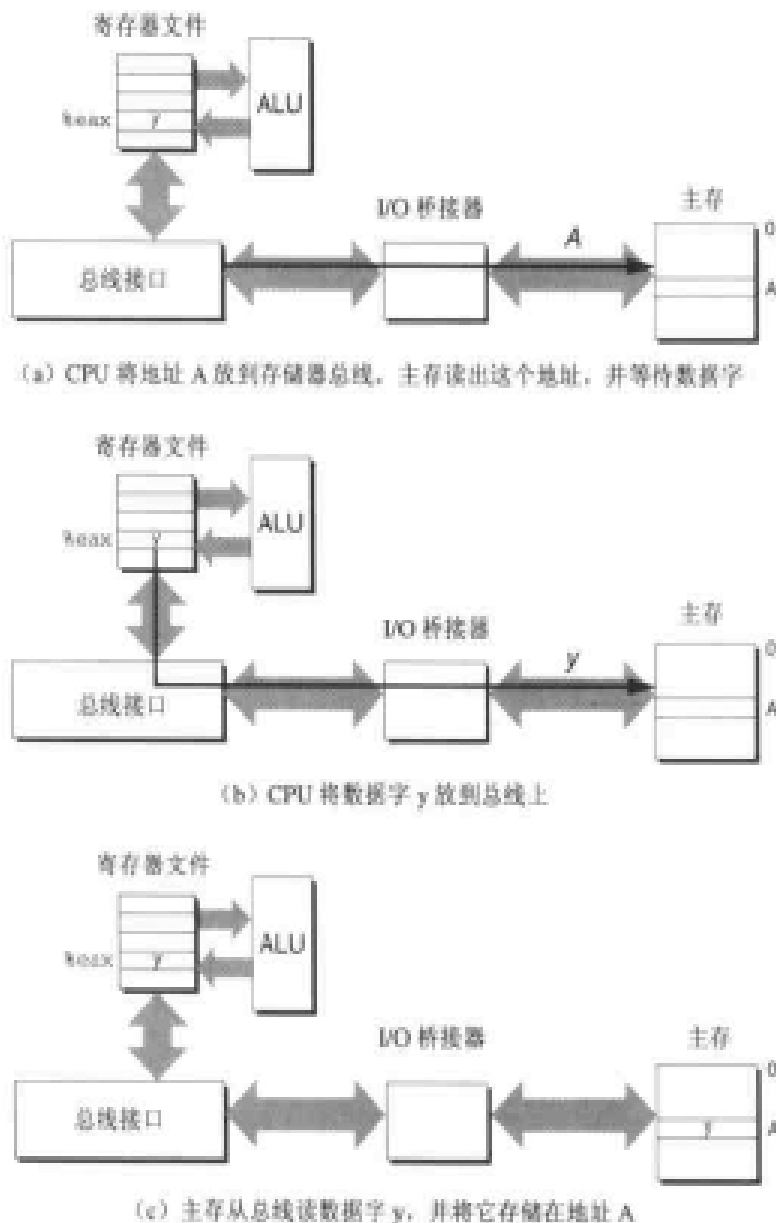 寄存器文件
ALU
%eax
y
I/O 桥接器
主存
A
0
总线接口
A
(a) CPU 将地址 A 放到存储器总线，主存读出这个地址，并等待数据字
寄存器文件
ALU
%eax
y
I/O 桥接器
主存
y
0
总线接口
A
(b) CPU 将数据字 y 放到总线上
寄存器文件
ALU
%eax
y
I/O 桥接器
主存
0
总线接口
y
A
(c) 主存从总线读数据字 y，并将它存储在地址 A